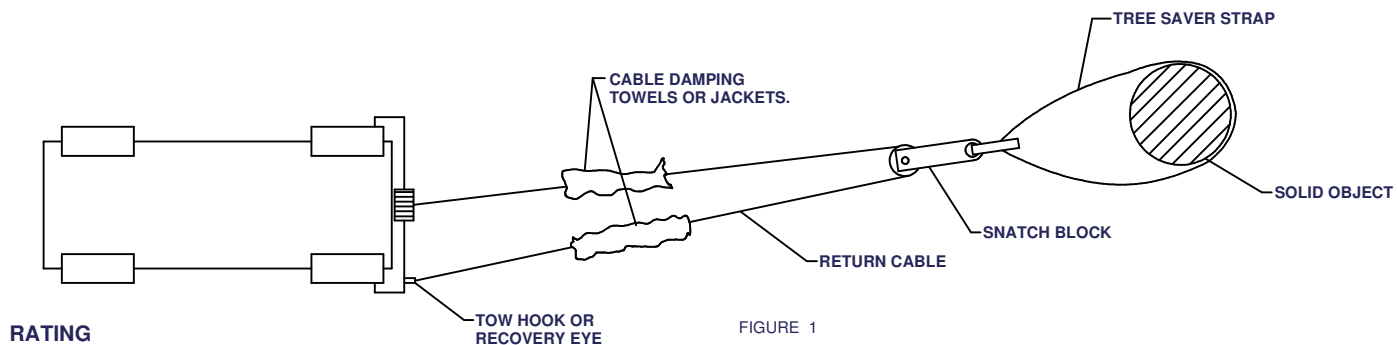 TREE SAVER STRAP
CABLE DAMPING
TOWELS OR JACKETS.
SOLID OBJECT
SNATCH BLOCK
RETURN CABLE
TOW HOOK OR
RECOVERY EYE
FIGURE 1
RATING